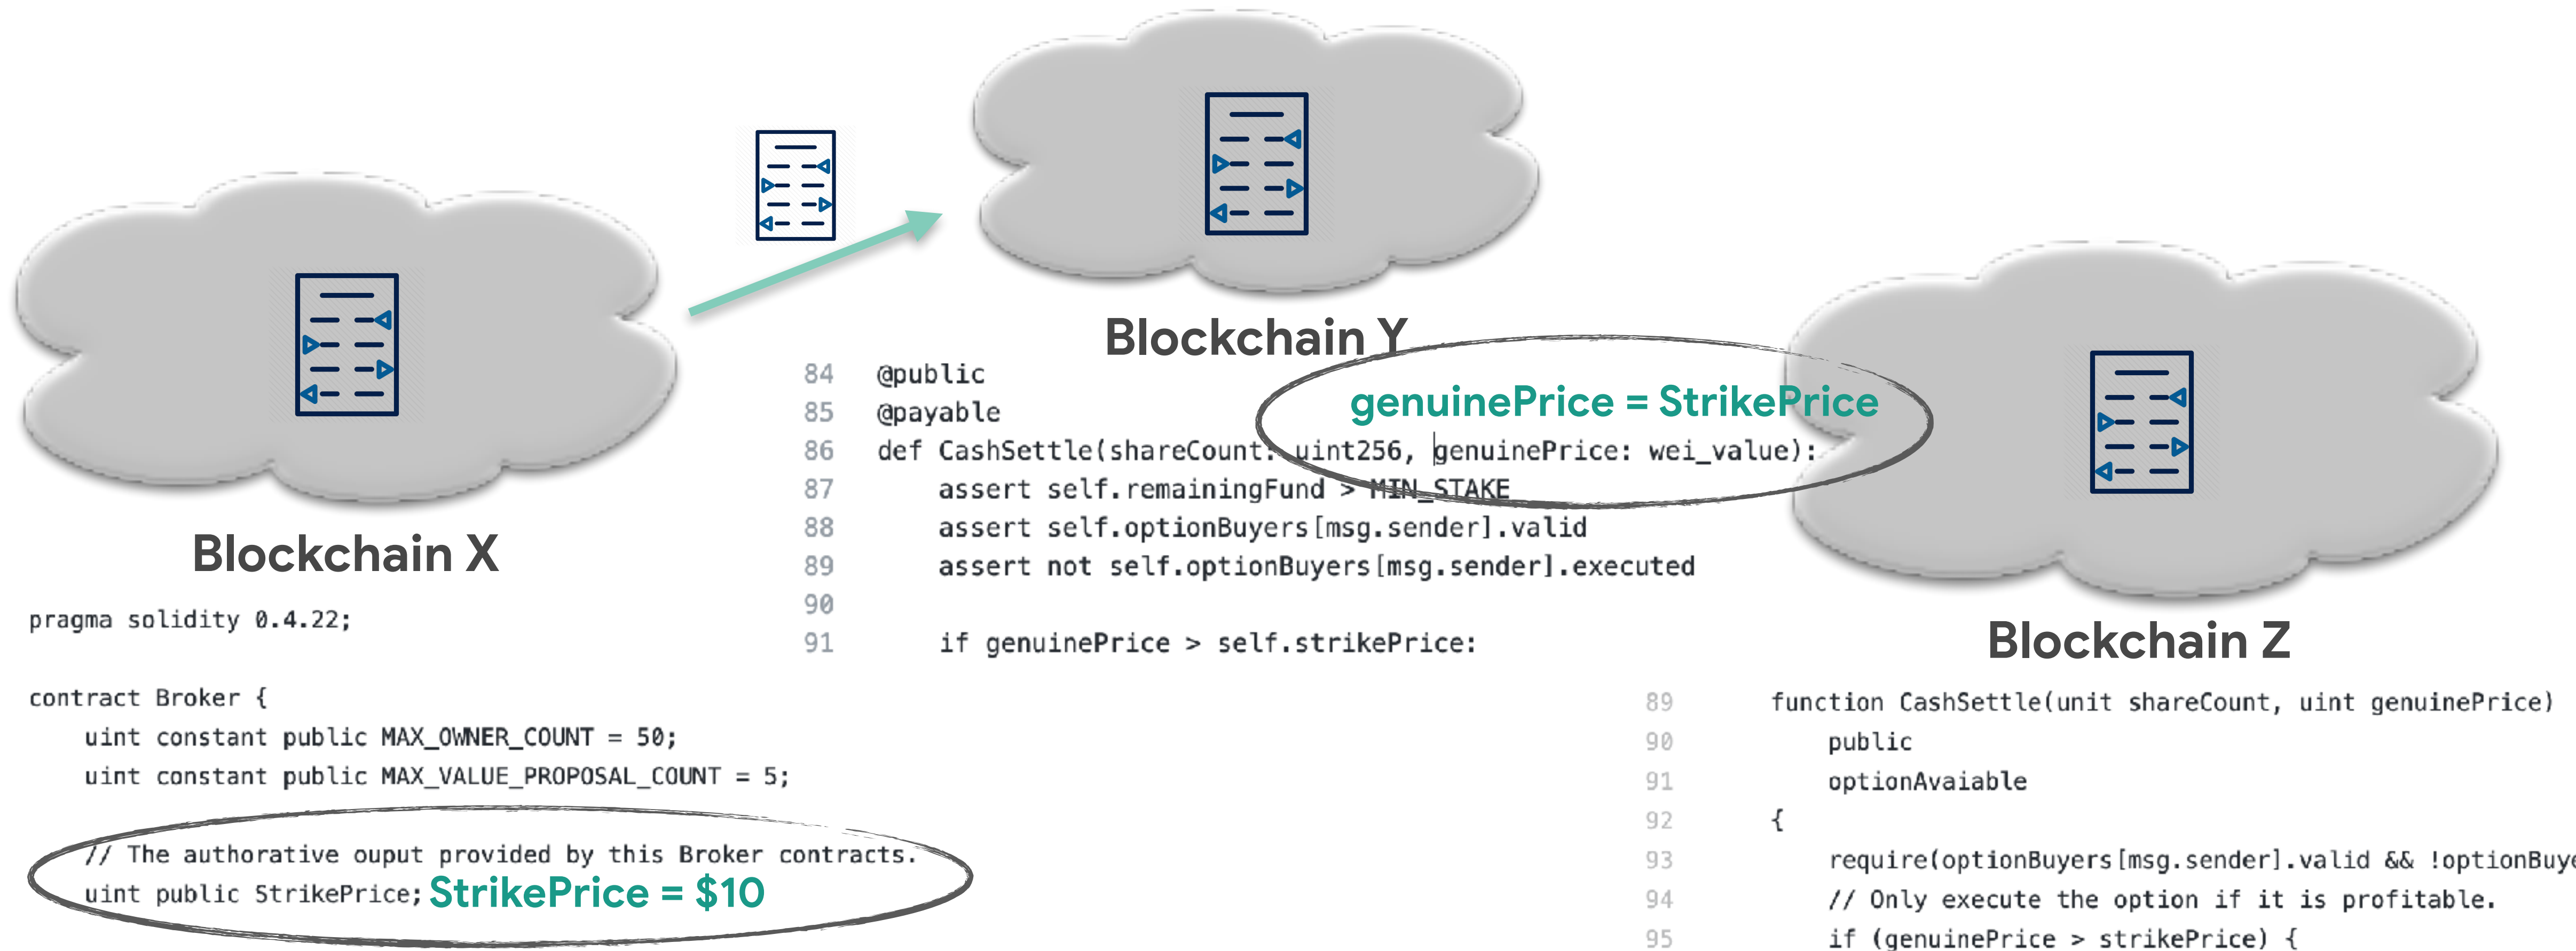 Blockchain X
pragma solidity 0.4.22;
contract Broker {
uint constant public MAX_OWNER_COUNT = 50;
uint constant public MAX_VALUE_PROPOSAL_COUNT = 5;
// The authorative ouput provided by this Broker contracts.
uint public StrikePrice; StrikePrice = $10
Blockchain Y
genuinePrice = StrikePrice
84 @public
85 @payable
86 def CashSettle(shareCount: uint256, genuinePrice: wei_value):
87 assert self.remainingFund > MIN_STAKE
88 assert self.optionBuyers[msg.sender].valid
89 assert not self.optionBuyers[msg.sender].executed
90
91 if genuinePrice > self.strikePrice:
Blockchain Z
89 function CashSettle(unit shareCount, uint genuinePrice)
90 public
91 optionAvaiable
92 {
93 require(optionBuyers[msg.sender].valid && !optionBuye
94 // Only execute the option if it is profitable.
95 if (genuinePrice > strikePrice) {